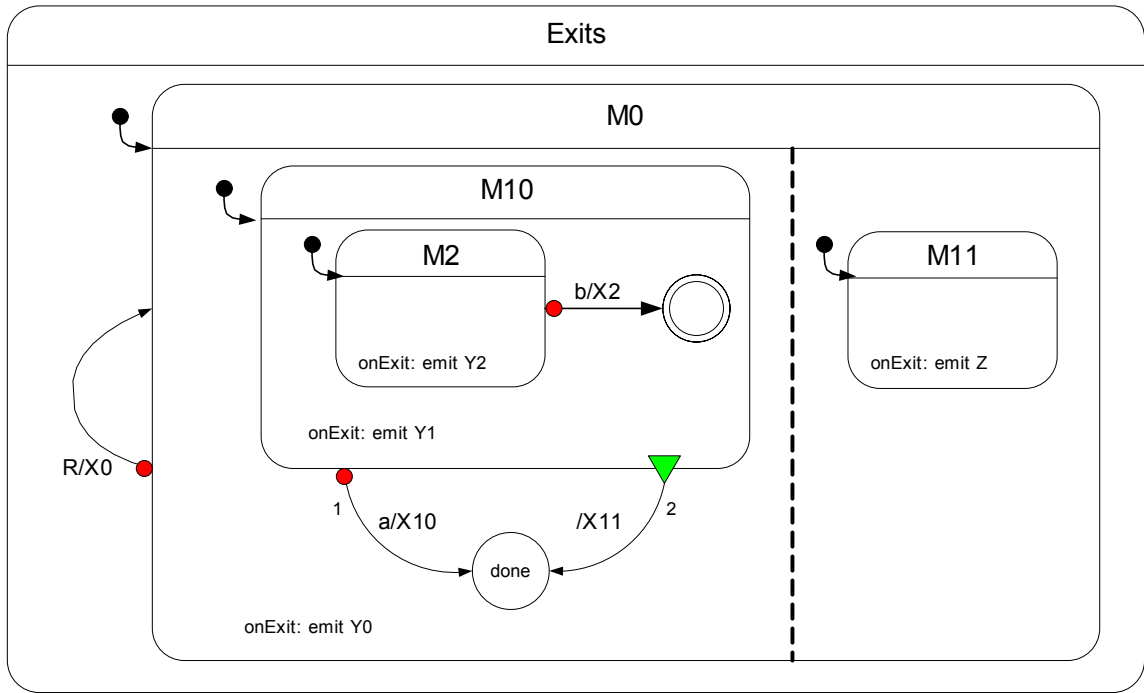 Exits
M0
M10
M2
M11
b/X2
onExit: emit Y2
onExit: emit Z
onExit: emit Y1
R/X0
1
a/X10
/X11
2
done
onExit: emit Y0